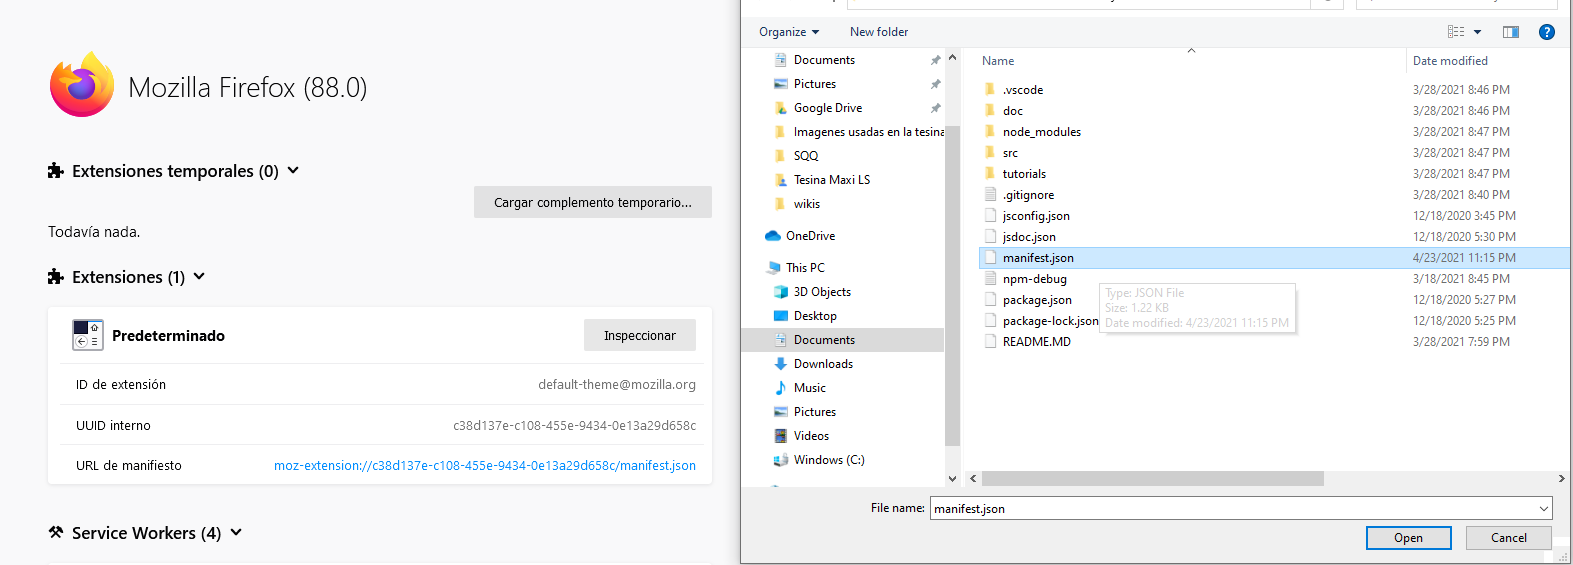 Mozilla Firefox (88.0)
Extensiones temporales (0)
Cargar complemento temporario...
Todavía nada.
Extensiones (1)
Predeterminado
Inspeccionar
ID de extensión default-theme@mozilla.org
UUID interno c38d137e-c108-455e-9434-0e13a29d658c
URL de manifiesto moz-extension://c38d137e-c108-455e-9434-0e13a29d658c/manifest.json
Service Workers (4)
Organize New folder
Documents
Pictures
Google Drive
Imagenes usadas en la tesina
SQQ
Tesina Maxi LS
wikis
OneDrive
This PC
3D Objects
Desktop
Documents
Downloads
Music
Pictures
Videos
Windows (C:)
Name Date modified
.vscode 3/28/2021 8:46 PM
doc 3/28/2021 8:46 PM
node_modules 3/28/2021 8:47 PM
src 3/28/2021 8:47 PM
tutorials 3/28/2021 8:47 PM
.gitignore 3/28/2021 8:40 PM
jsconfig.json 12/18/2020 3:45 PM
jsdoc.json 12/18/2020 5:30 PM
manifest.json 4/23/2021 11:15 PM
npm-debug 3/18/2021 8:45 PM
package.json 12/18/2020 5:27 PM
package-lock.json 12/18/2020 5:25 PM
README.MD 3/28/2021 7:59 PM
Type: JSON File
Size: 1.22 KB
Date modified: 4/23/2021 11:15 PM
File name: manifest.json
Open Cancel